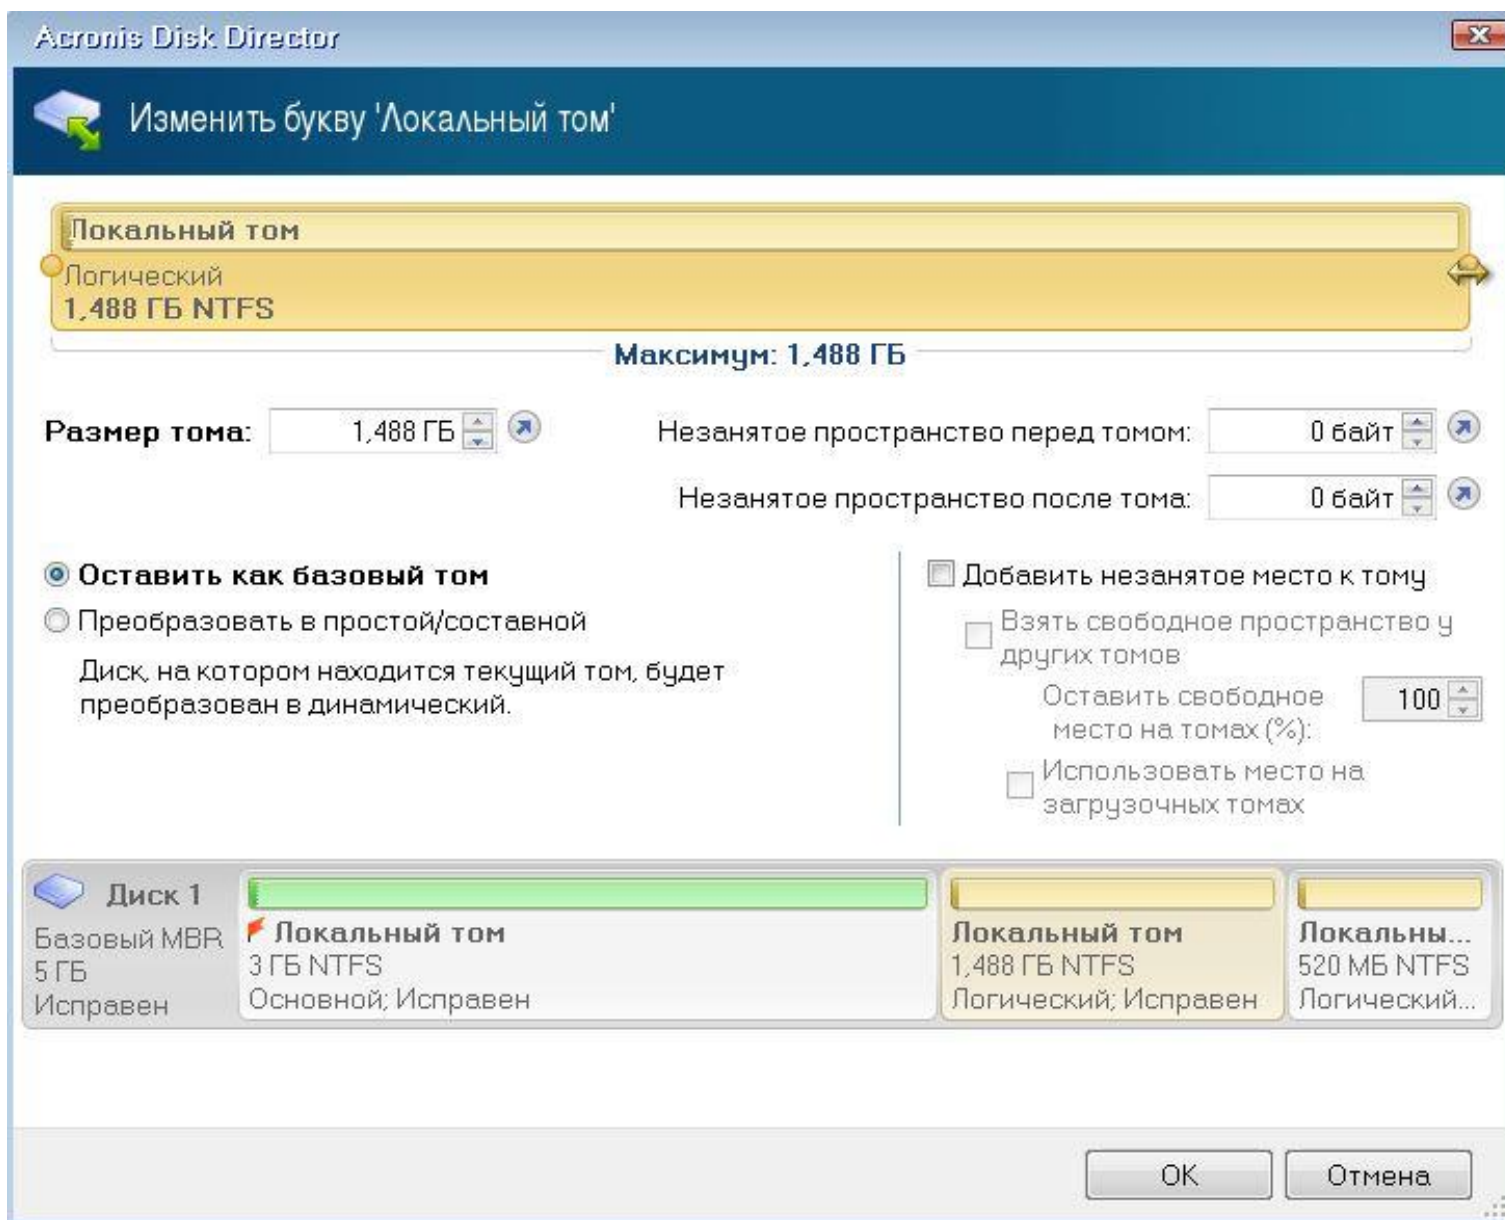 Acronis Disk Director
Изменить букву 'Локальный том'
Локальный том
Логический
1,488 ГБ NTFS
Максимум: 1,488 ГБ
Размер тома: 1,488 ГБ
Незанятое пространство перед томом: 0 байт
Незанятое пространство после тома: 0 байт
Оставить как базовый том
Преобразовать в простой/составной
Диск, на котором находится текущий том, будет
преобразован в динамический.
Добавить незанятое место к тому
Взять свободное пространство у
других томов
Оставить свободное
место на томах (%): 100
Использовать место на
загрузочных томах
Диск 1
Базовый MBR
5 ГБ
Исправен
Локальный том
3 ГБ NTFS
Основной; Исправен
Локальный том
1,488 ГБ NTFS
Логический; Исправен
Локальны...
520 МБ NTFS
Логический...
OK
Отмена